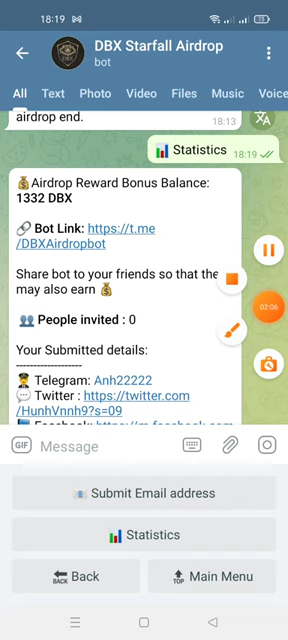 18:19
73
DBX Starfall Airdrop
bot
All Text Photo Video Files Music Voice
airdrop end.
18:13
📊 Statistics
18:19
💰Airdrop Reward Bonus Balance:
1332 DBX
🔗 Bot Link: https://t.me
/DBXAirdropbot
Share bot to your friends so that the
may also earn 💰
👥 People invited : 0
Your Submitted details:
-------------------
Telegram: Anh22222
💬 Twitter : https://twitter.com
/HunhVnnh9?s=09
02:06
GIF Message
📧 Submit Email address
📊 Statistics
🔙 Back
🔝 Main Menu